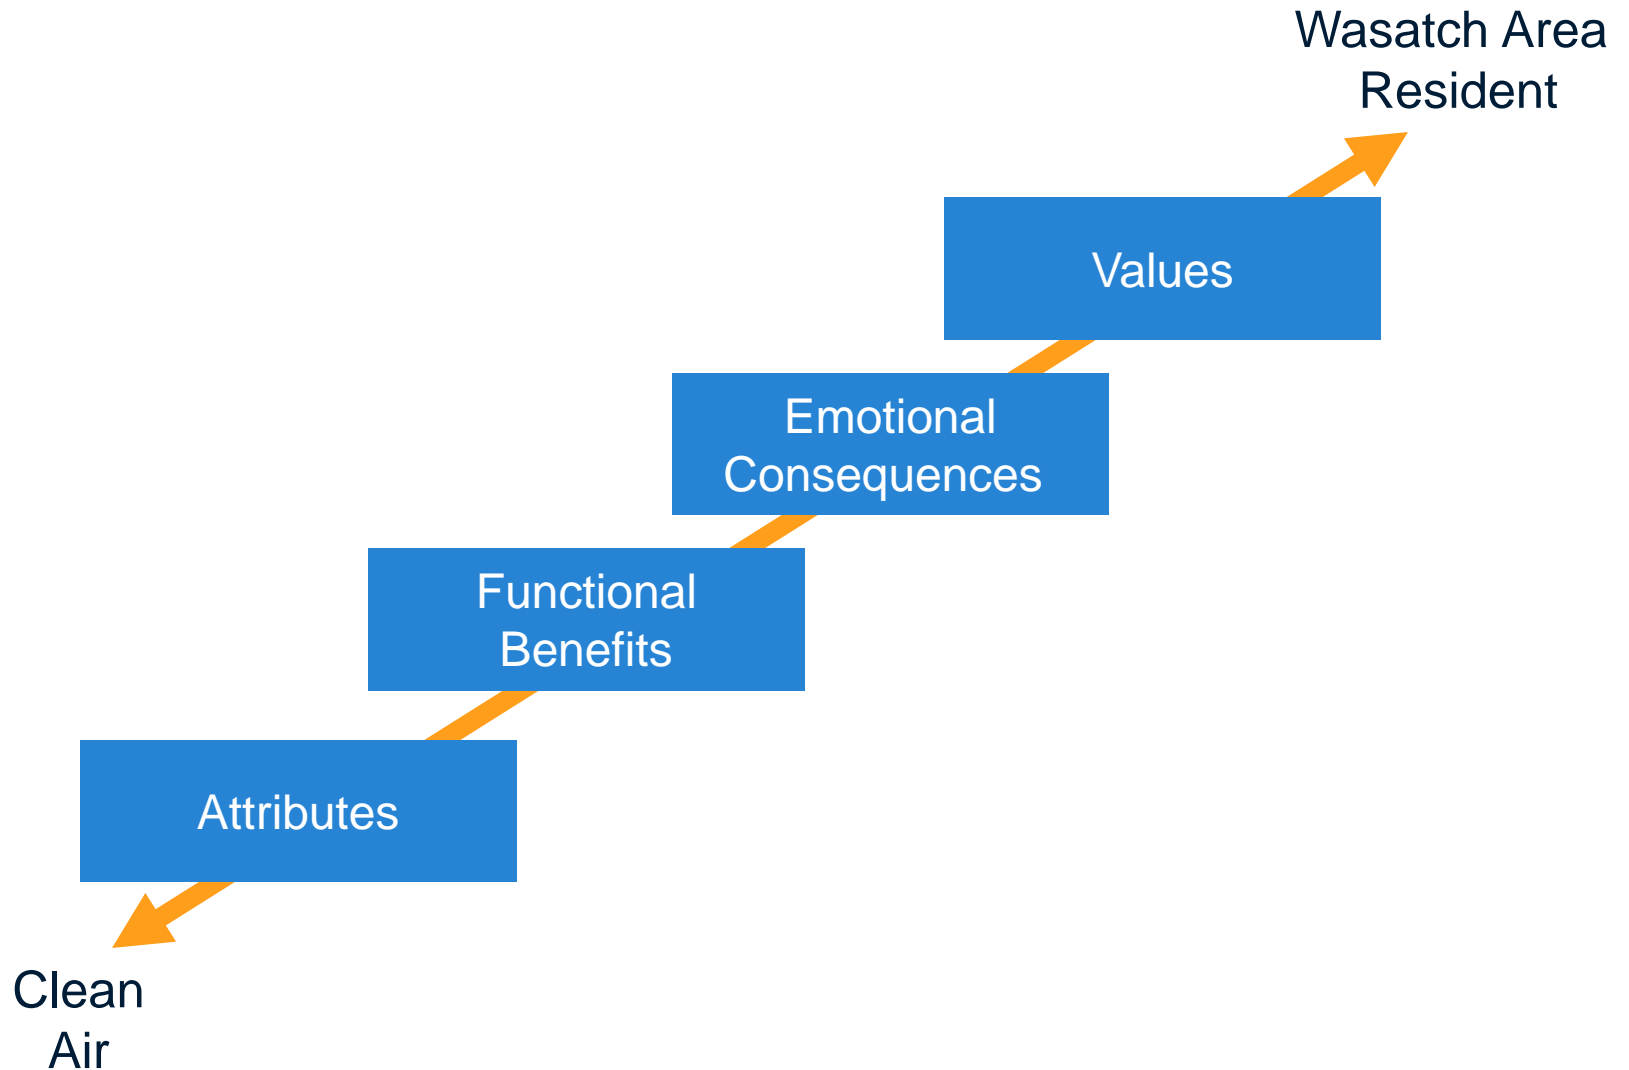 Wasatch Area
Resident
Values
Emotional
Consequences
Functional
Benefits
Attributes
Clean
Air